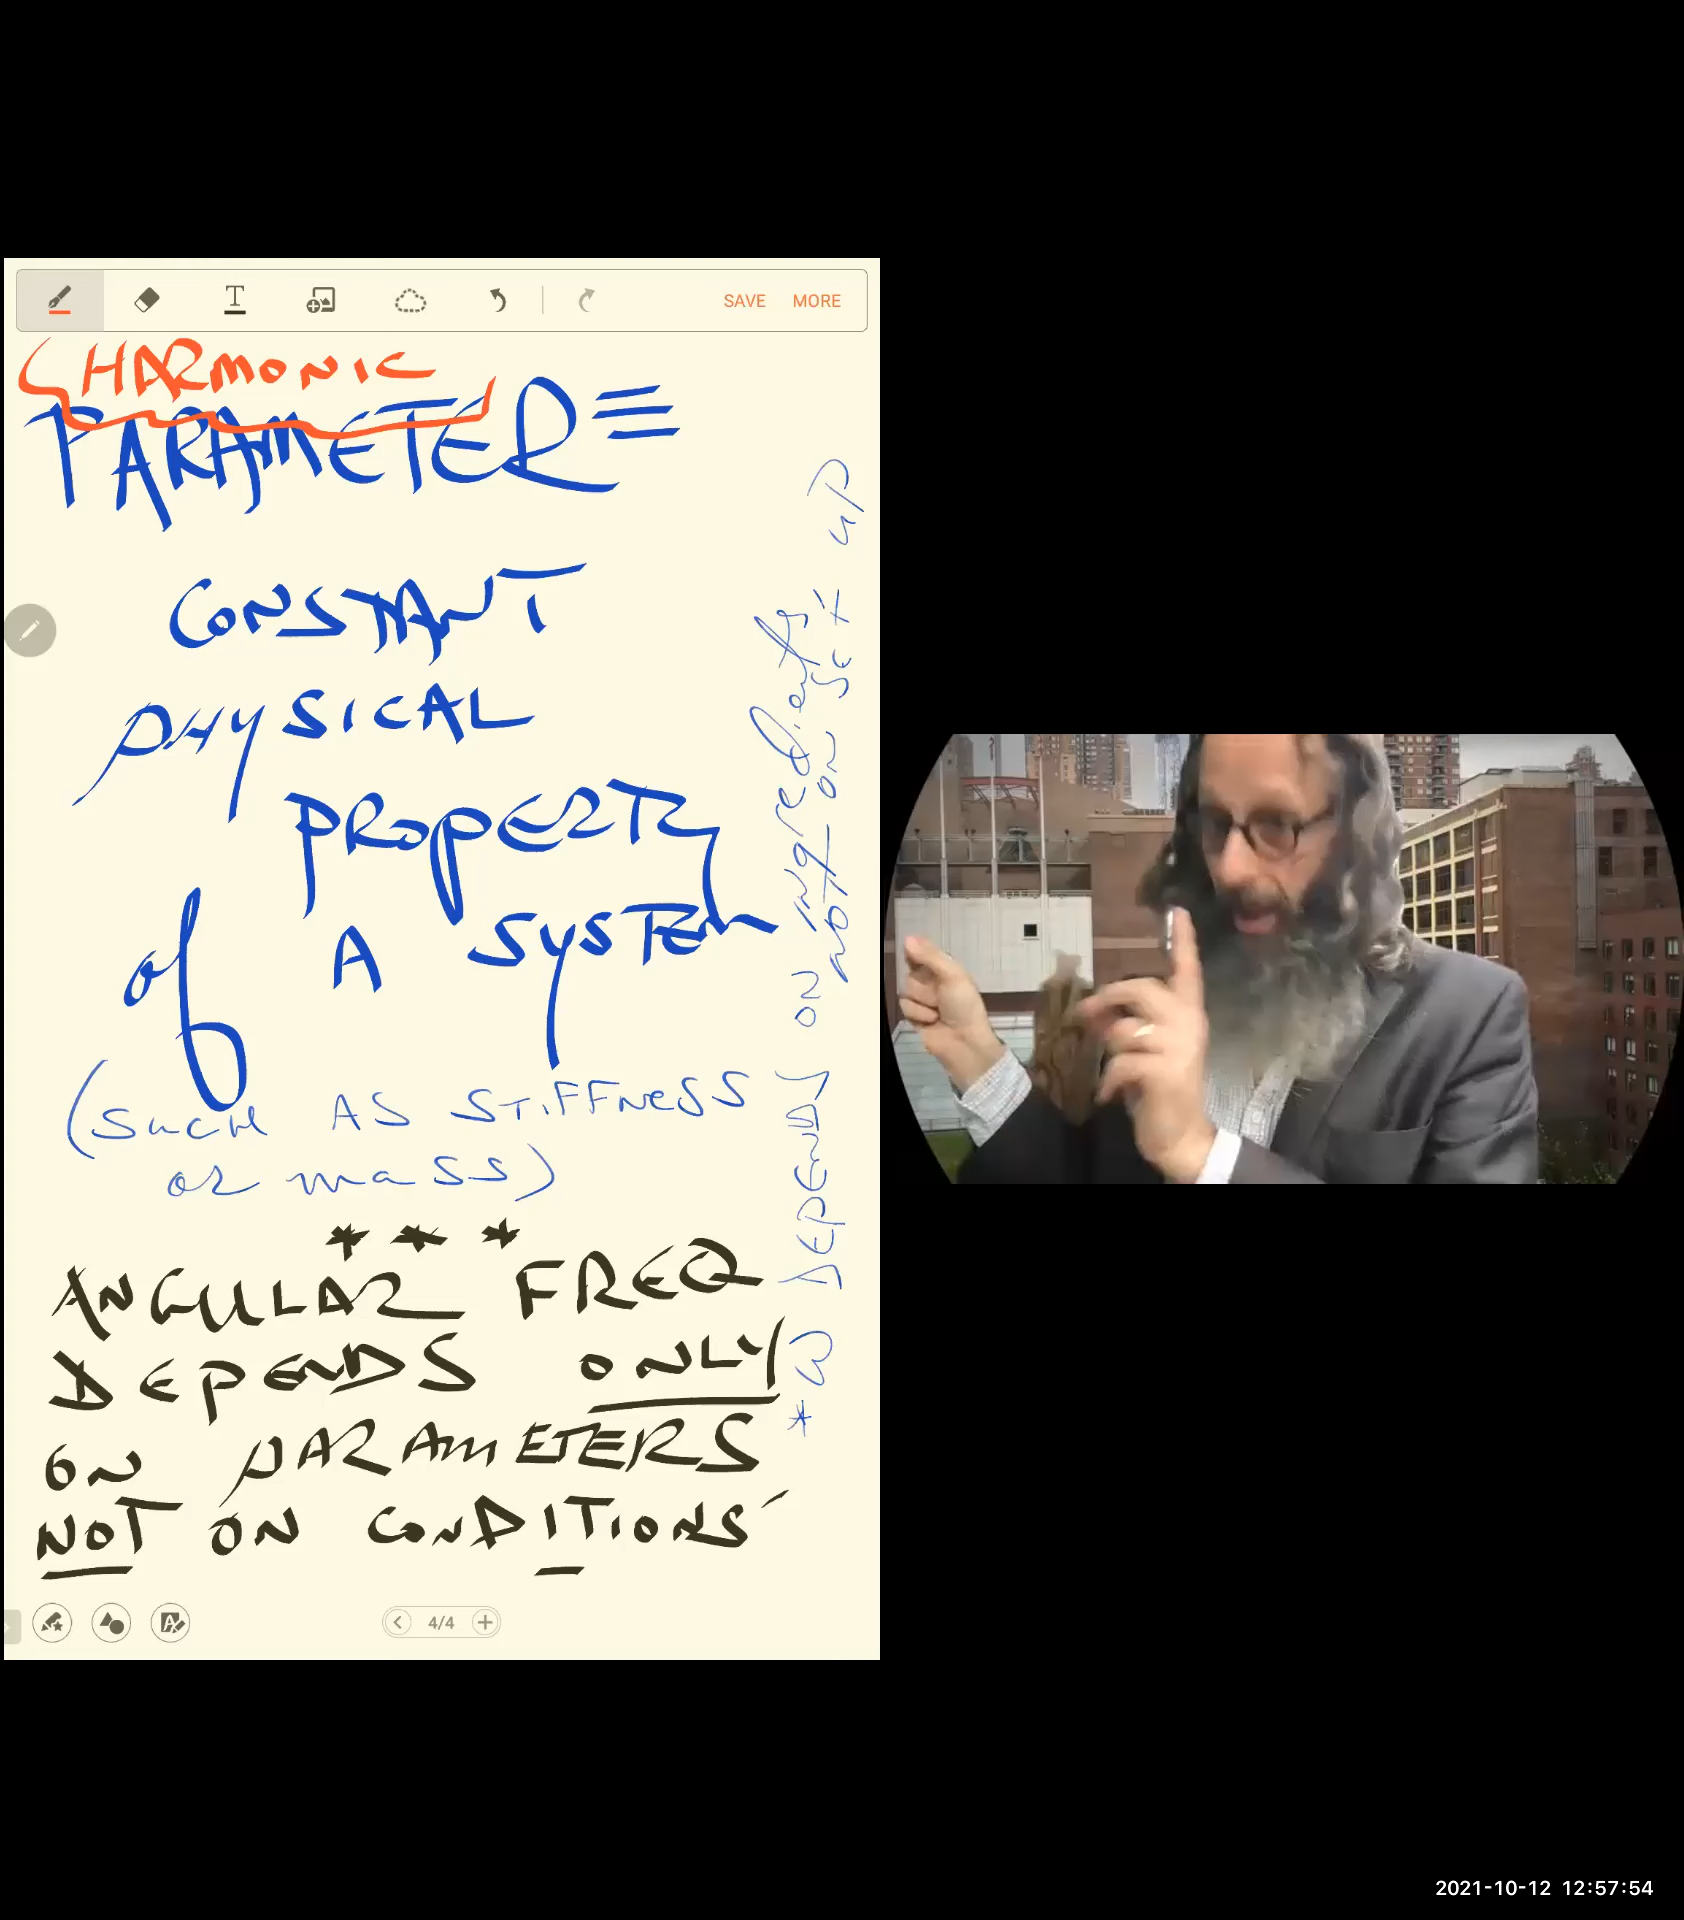 SAVE MORE
(HARMONIC
PARAMETER ≡
CONSTANT
PHYSICAL
PROPERTY
of A SYSTEM
(SUCH AS STIFFNESS
OR MASS)
* * *
ANGULAR FREQ
DEPENDS ONLY
ON PARAMETERS
NOT ON CONDITIONS
* ω DEPENDS ON INgRedients
NOT ON SET UP
4/4
2021-10-12 12:57:54